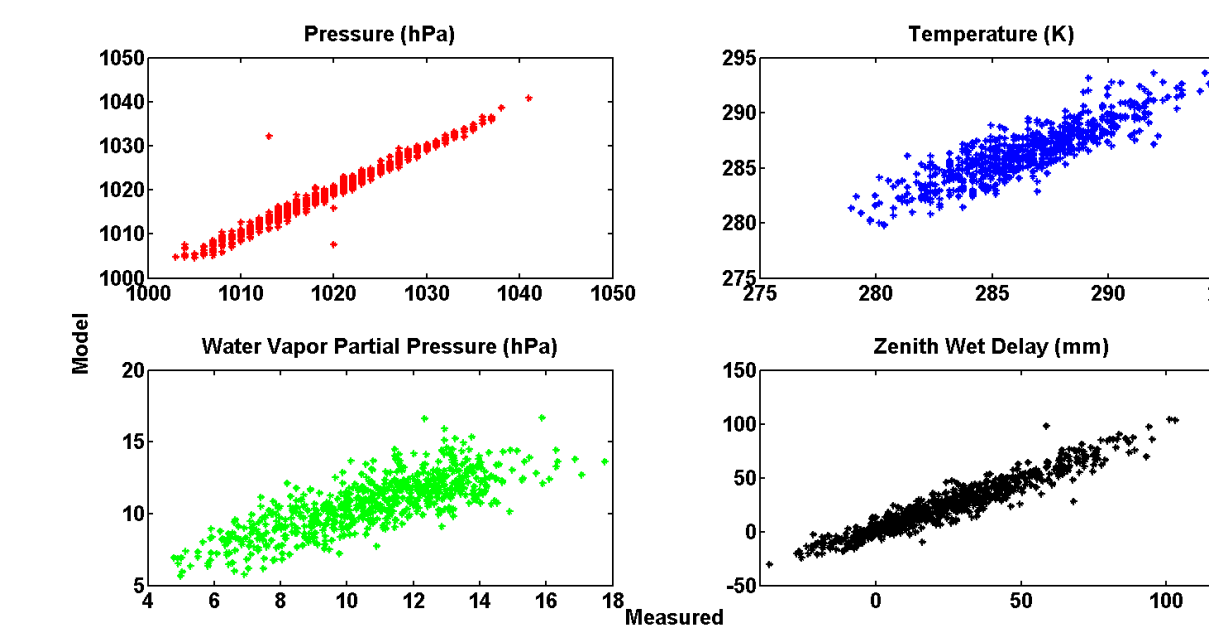 Pressure (hPa)
1050
1040
1030
1020
1010
1000
1000 1010 1020 1030 1040 1050
Temperature (K)
295
290
285
280
275
275 280 285 290
Model
Water Vapor Partial Pressure (hPa)
20
15
10
5
4 6 8 10 12 14 16 18
Zenith Wet Delay (mm)
150
100
50
0
-50
0 50 100
Measured